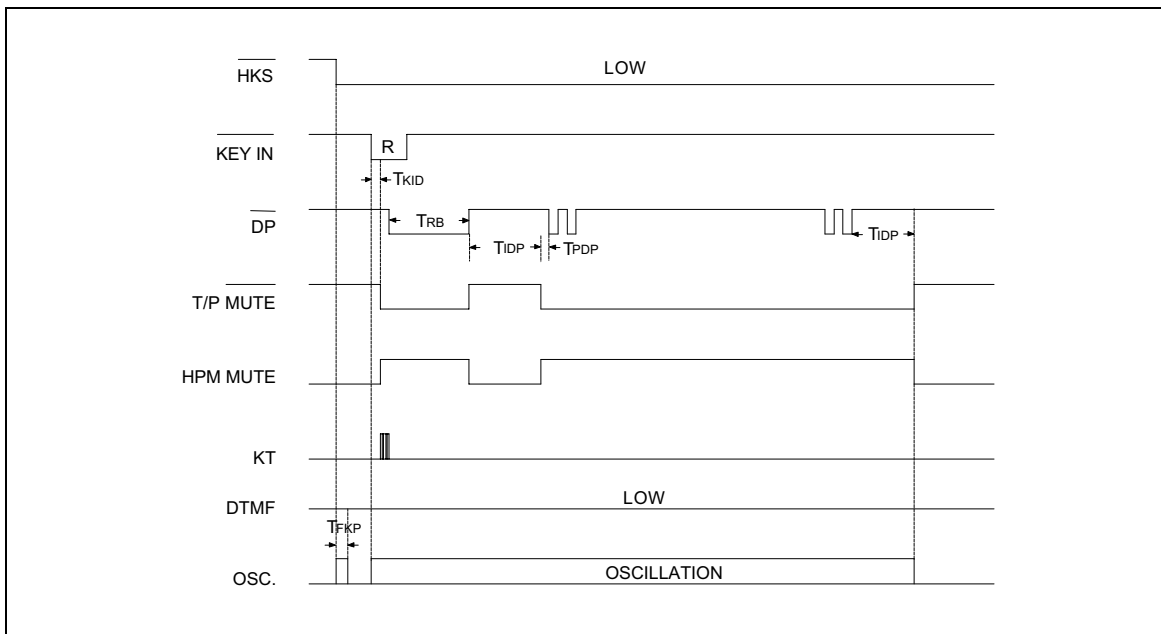 HKS
LOW
KEY IN
R
TKID
DP
TRB
TIDP
TPDP
TIDP
T/P MUTE
HPM MUTE
KT
DTMF
LOW
TFKP
OSC.
OSCILLATION